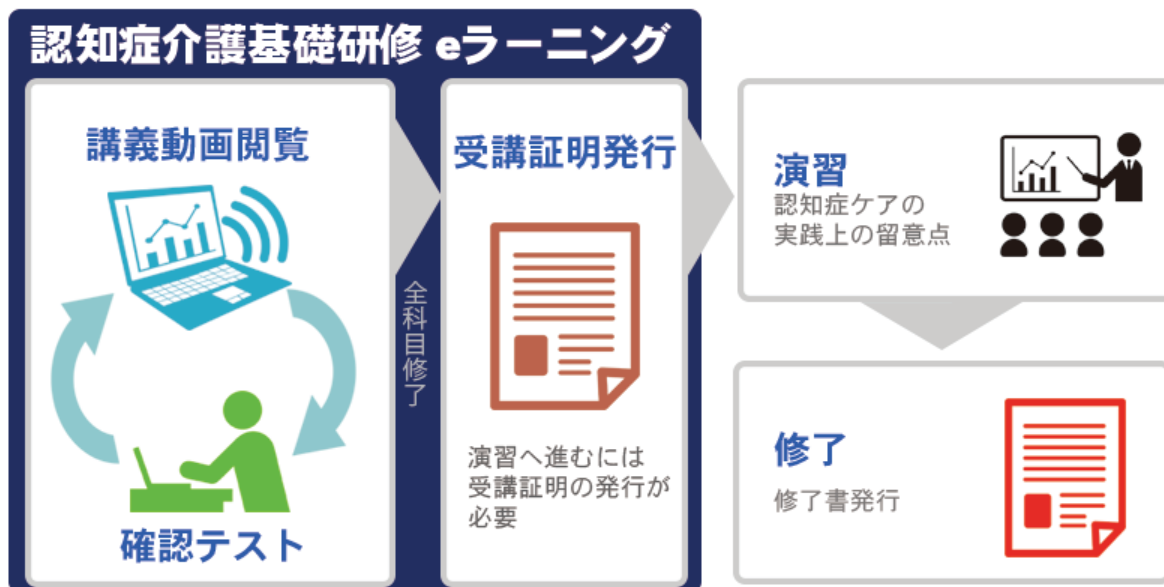 認知症介護基礎研修 eラーニング
講義動画閲覧
確認テスト
全科目修了
受講証明発行
演習へ進むには
受講証明の発行が
必要
演習
認知症ケアの
実践上の留意点
修了
修了書発行